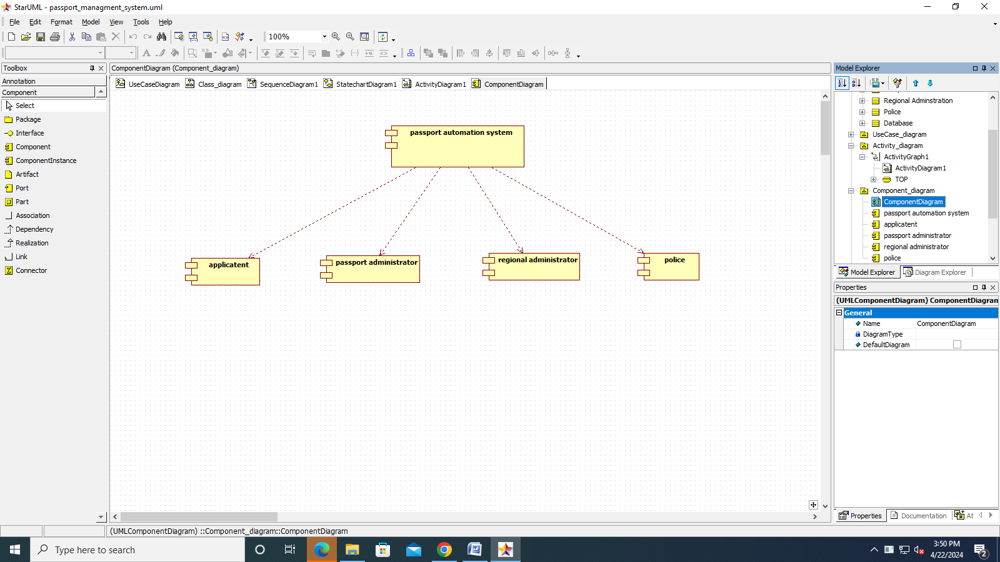 StarUML - passport_managment_system.uml
File Edit Format Model View Tools Help
100%
Toolbox
Annotation
Component
Select
Package
Interface
Component
ComponentInstance
Artifact
Port
Part
Association
Dependency
Realization
Link
Connector
ComponentDiagram (Component_diagram)
UseCaseDiagram Class_diagram SequenceDiagram1 StatechartDiagram1 ActivityDiagram1 ComponentDiagram
passport automation system
applicatent
passport administrator
regional administrator
police
Model Explorer
Regional Adminstration
Police
Database
UseCase_diagram
Activity_diagram
ActivityGraph1
ActivityDiagram1
TOP
Component_diagram
ComponentDiagram
passport automation system
applicatent
passport administrator
regional administrator
police
Model Explorer Diagram Explorer
Properties
(UMLComponentDiagram) ComponentDiagran
General
Name ComponentDiagram
DiagramType
DefaultDiagram
Properties Documentation At
(UMLComponentDiagram) ::Component_diagram::ComponentDiagram
Type here to search
3:50 PM
4/22/2024
2